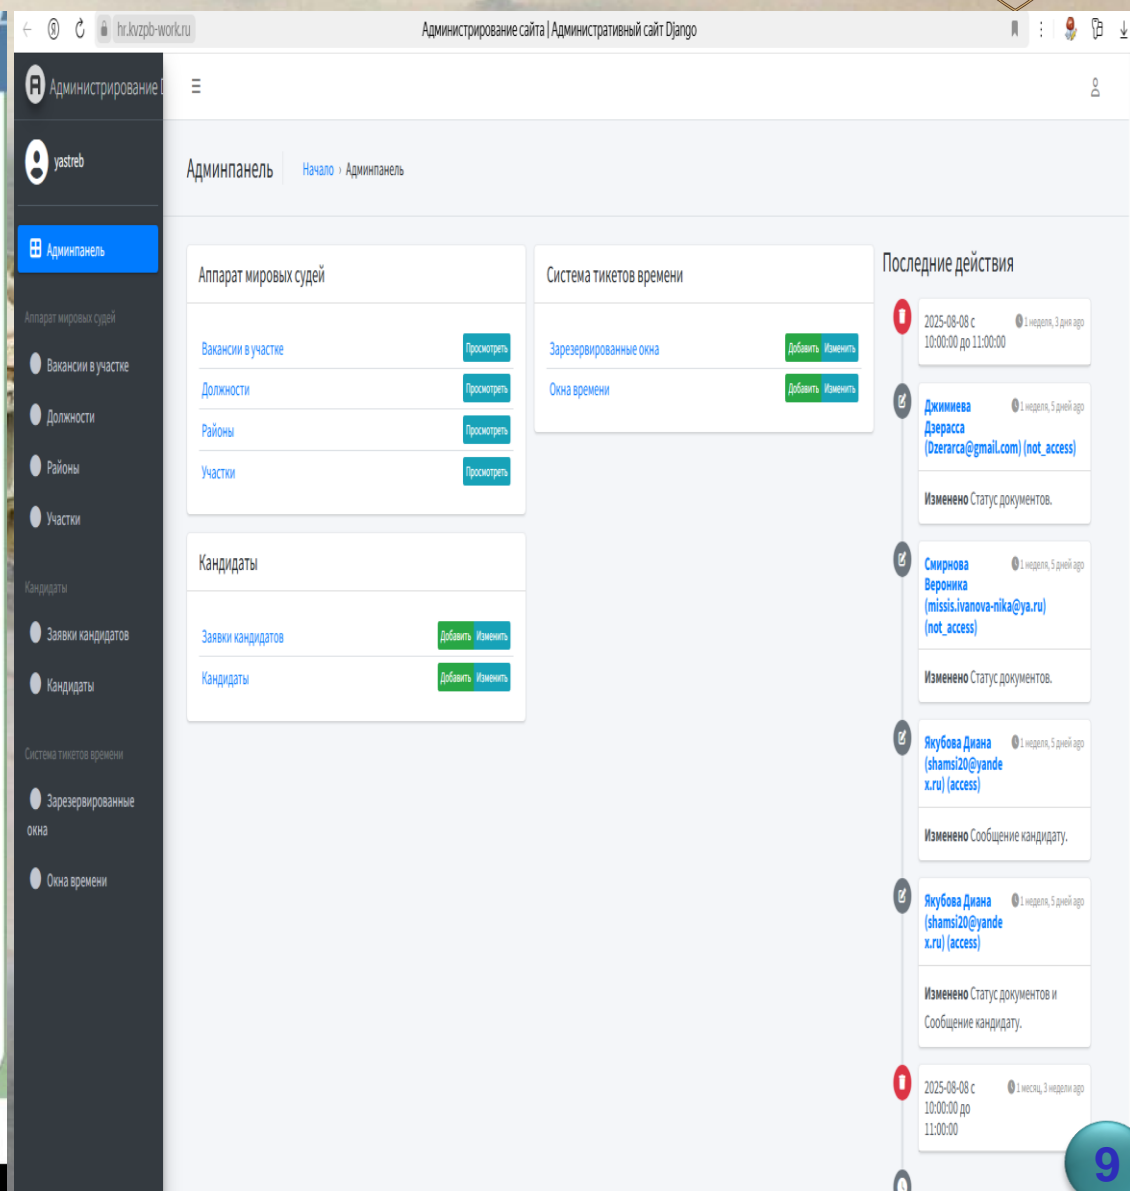 hr.kvzpb-work.ru
Администрирование сайта | Административный сайт Django
Администрирование
yastreb
Админпанель
Начало › Админпанель
Админпанель
Аппарат мировых судей
Вакансии в участке
Должности
Районы
Участки
Кандидаты
Заявки кандидатов
Кандидаты
Система тикетов времени
Зарезервированные
окна
Окна времени
Аппарат мировых судей
Вакансии в участке Просмотреть
Должности Просмотреть
Районы Просмотреть
Участки Просмотреть
Кандидаты
Заявки кандидатов Добавить Изменить
Кандидаты Добавить Изменить
Система тикетов времени
Зарезервированные окна Добавить Изменить
Окна времени Добавить Изменить
Последние действия
2025-08-08 с 1 неделя, 3 дня ago
10:00:00 до 11:00:00
Джимиева 1 неделя, 5 дней ago
Дзерасса
(Dzerarca@gmail.com) (not_access)
Изменено Статус документов.
Смирнова 1 неделя, 5 дней ago
Вероника
(missis.ivanova-nika@ya.ru)
(not_access)
Изменено Статус документов.
Якубова Диана 1 неделя, 5 дней ago
(shamsi20@yande
x.ru) (access)
Изменено Сообщение кандидату.
Якубова Диана 1 неделя, 5 дней ago
(shamsi20@yande
x.ru) (access)
Изменено Статус документов и
Сообщение кандидату.
2025-08-08 с 1 месяц, 3 недели ago
10:00:00 до
11:00:00
9